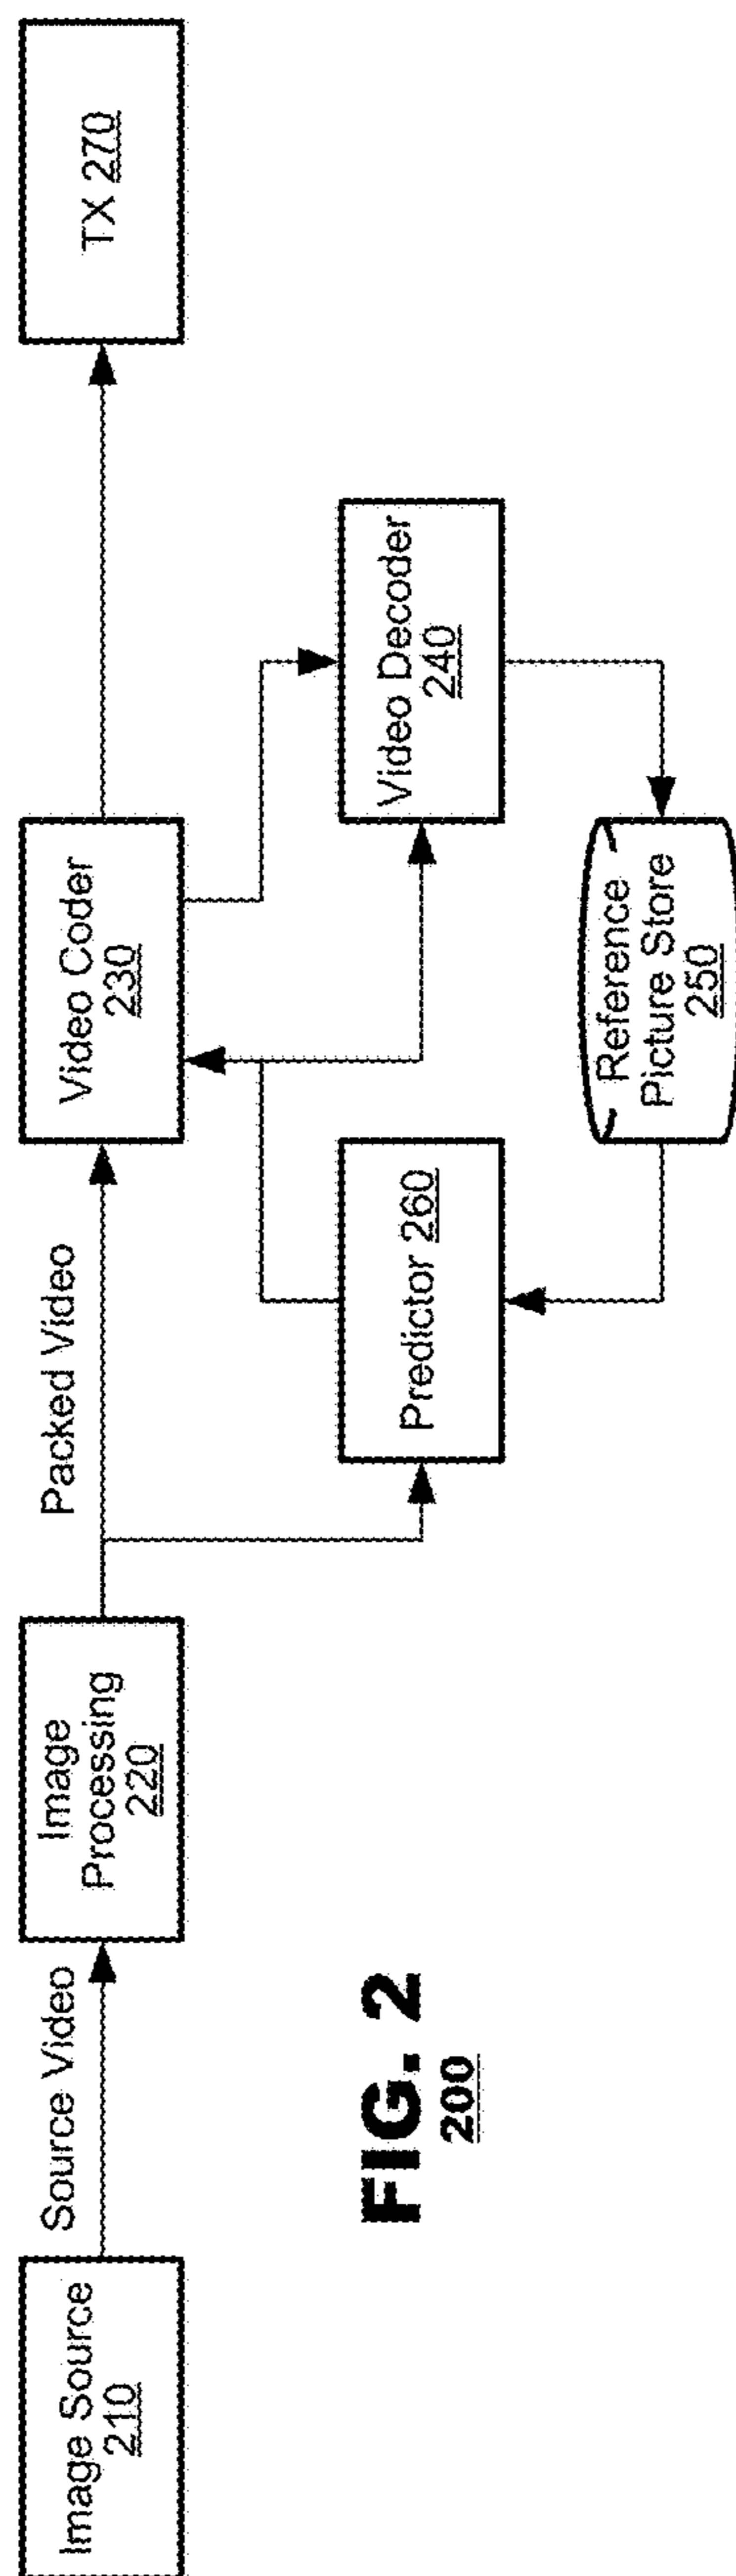 Image Source
210
Source Video
Image
Processing
220
Packed Video
Video Coder
230
TX 270
Predictor 260
Video Decoder
240
Reference
Picture Store
250
FIG. 2
200